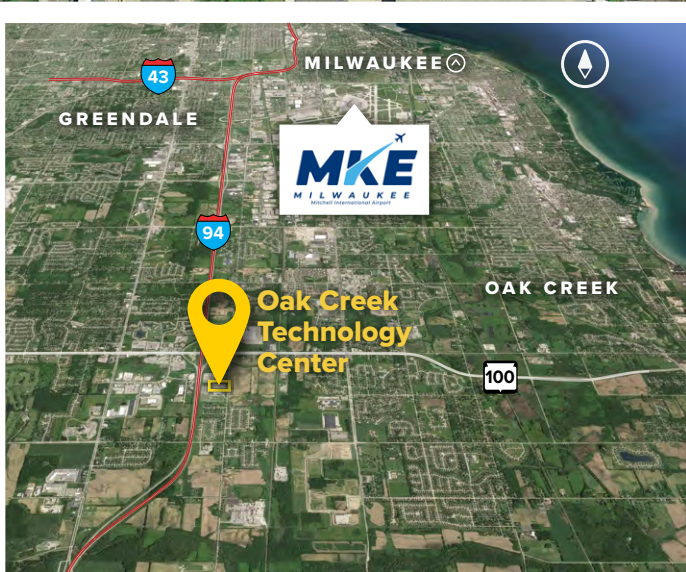 MILWAUKEE
43
GREENDALE
MKE
MILWAUKEE
Mitchell International Airport
94
OAK CREEK
Oak Creek
Technology
Center
100